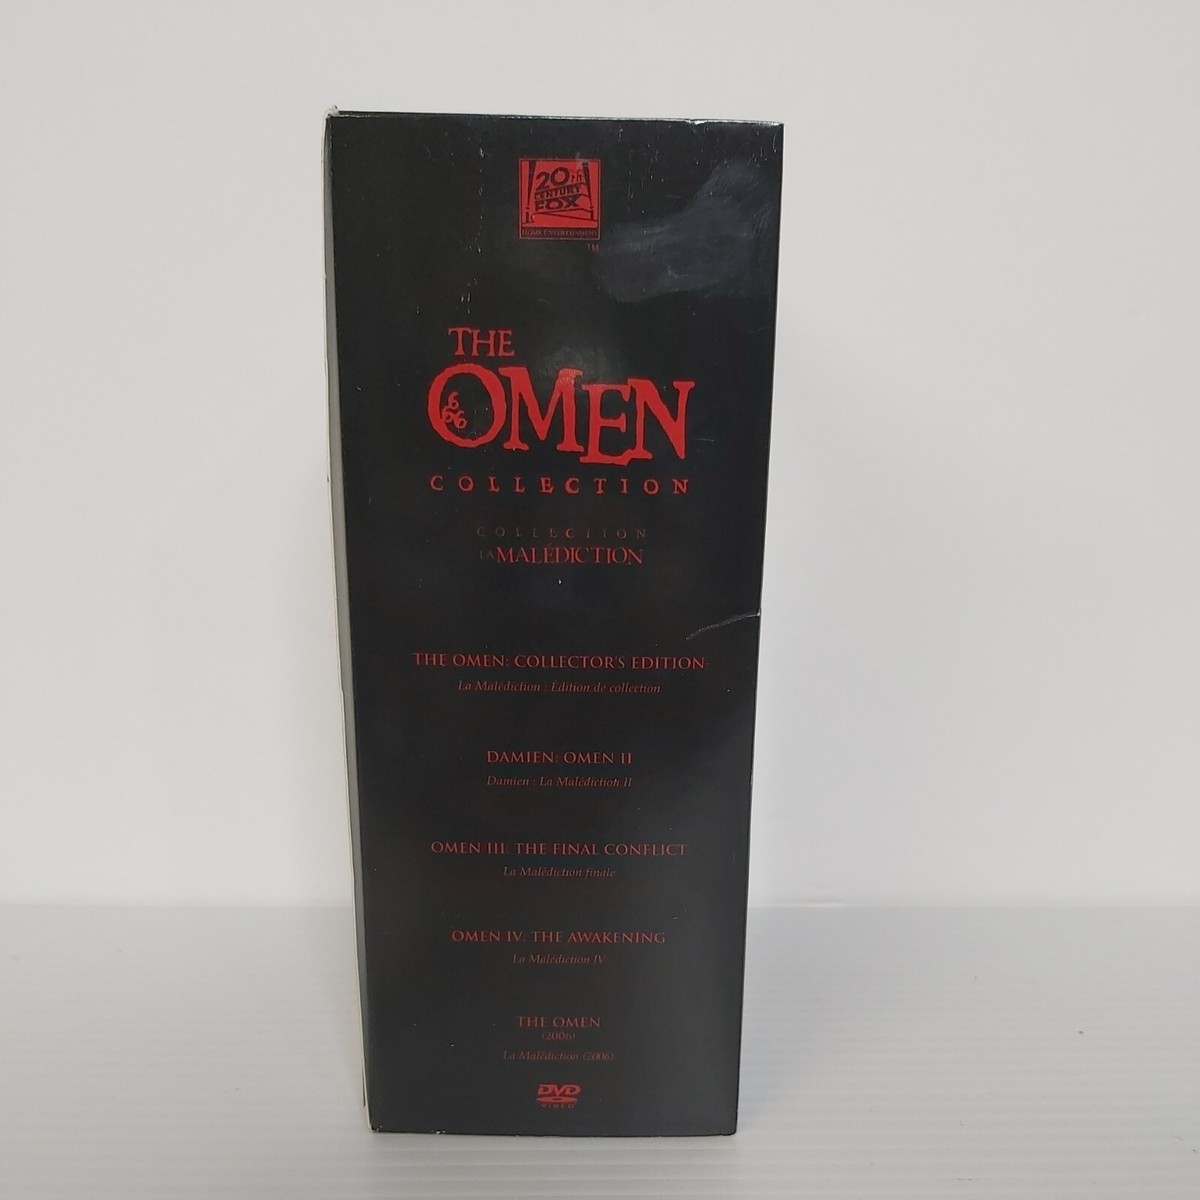 20th
CENTURY
FOX
HOME ENTERTAINMENT
TM
THE
OMEN
666
COLLECTION
COLLECTION
LA MALÉDICTION
THE OMEN: COLLECTOR'S EDITION
La Malédiction : Édition de collection
DAMIEN: OMEN II
Damien : La Malédiction II
OMEN III: THE FINAL CONFLICT
La Malédiction finale
OMEN IV: THE AWAKENING
La Malédiction IV
THE OMEN
(2006)
La Malédiction (2006)
DVD
VIDEO